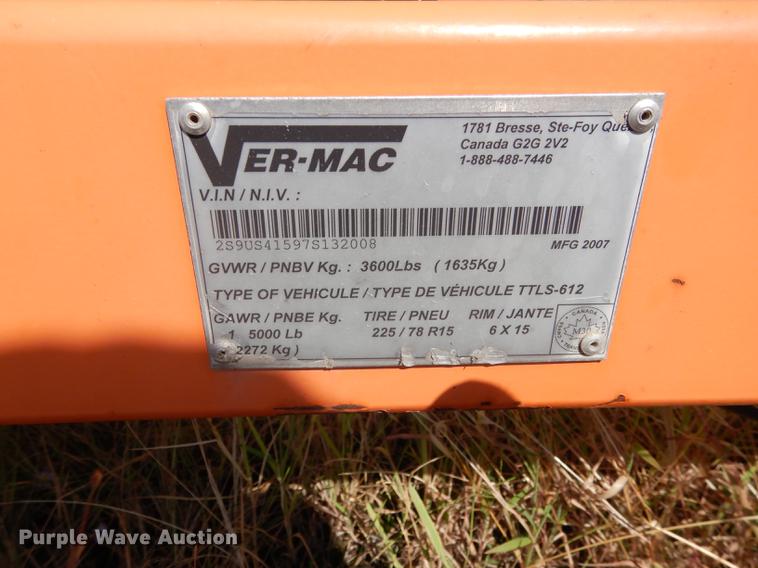 VER-MAC
1781 Bresse, Ste-Foy Qué
Canada G2G 2V2
1-888-488-7446
V.I.N / N.I.V. :
2S9US41597S132008
MFG 2007
GVWR / PNBV Kg. : 3600Lbs ( 1635Kg )
TYPE OF VEHICULE / TYPE DE VÉHICULE TTLS-612
GAWR / PNBE Kg. TIRE / PNEU RIM / JANTE
1 5000 Lb 225 / 78 R15 6 X 15
2272 Kg )
CANADA
Purple Wave Auction